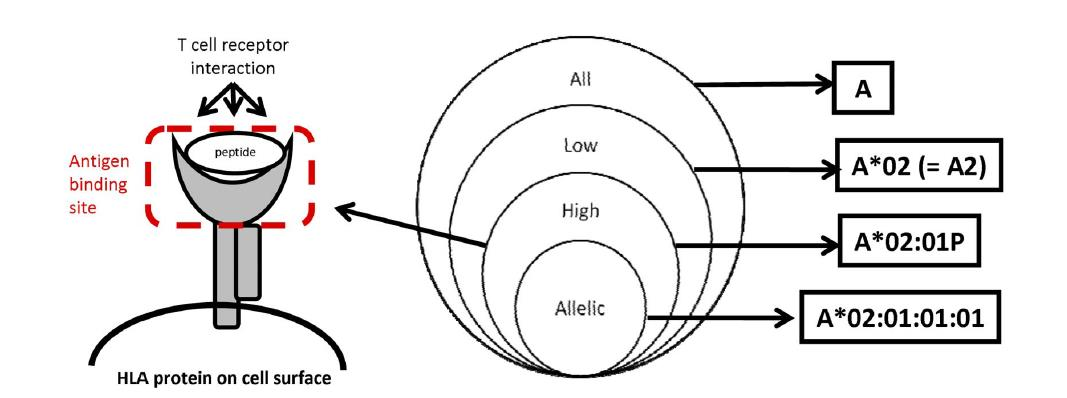 T cell receptor
interaction
peptide
Antigen
binding
site
HLA protein on cell surface
All
Low
High
Allelic
A
A*02 (= A2)
A*02:01P
A*02:01:01:01